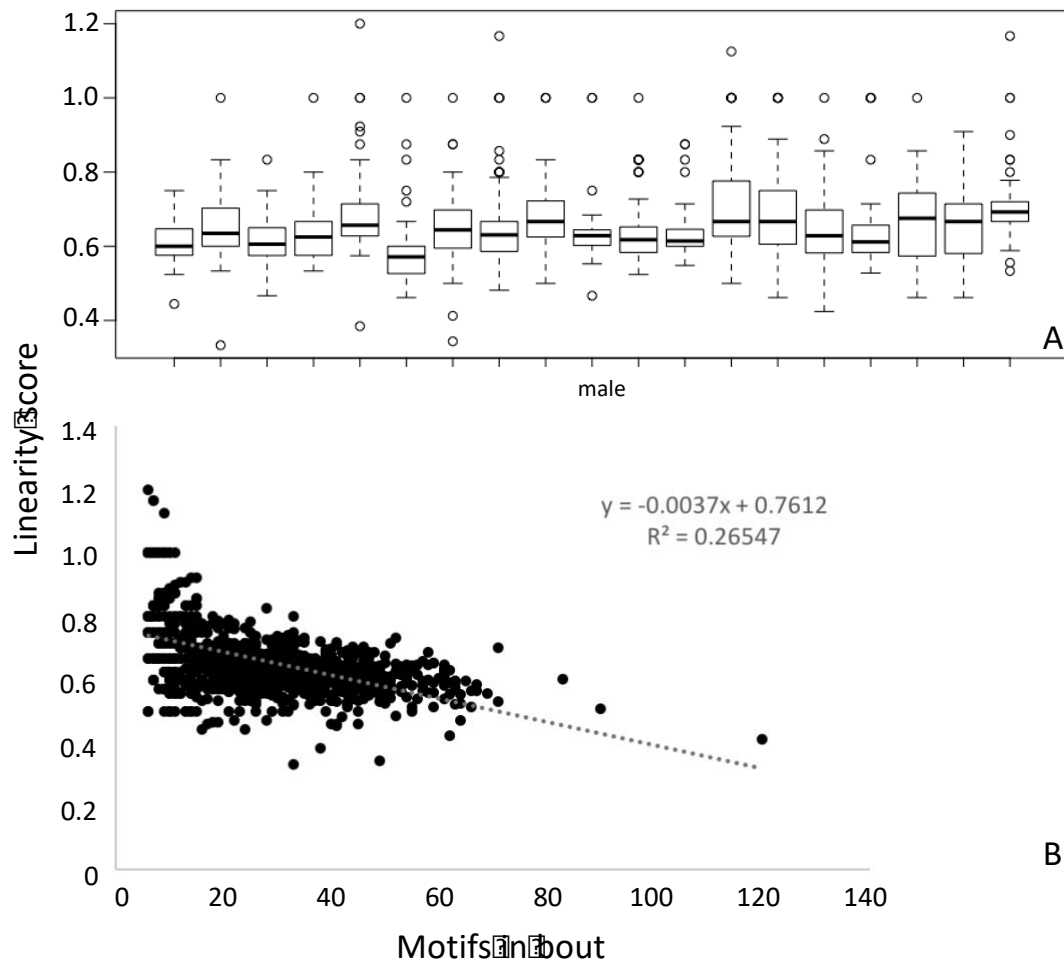 1.2
1.0
0.8
0.6
0.4
A
male
Linearity score
1.4
1.2
1.0
0.8
0.6
0.4
0.2
0
y = -0.0037x + 0.7612
R² = 0.26547
B
0 20 40 60 80 100 120 140
Motifs in bout